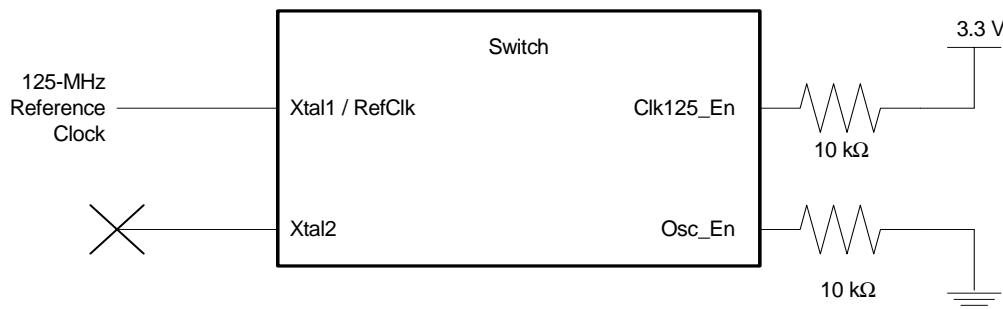 Switch
3.3 V
125-MHz
Reference
Clock
Xtal1 / RefClk
Clk125_En
10 kΩ
Xtal2
Osc_En
10 kΩ